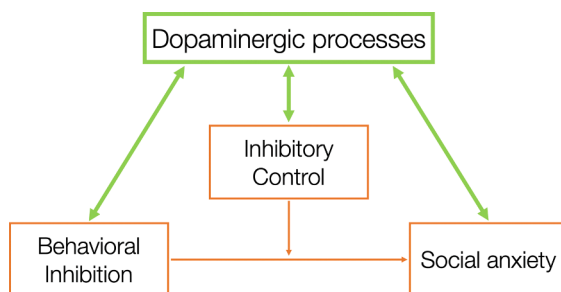 Dopaminergic processes
Inhibitory
Control
Behavioral
Inhibition
Social anxiety